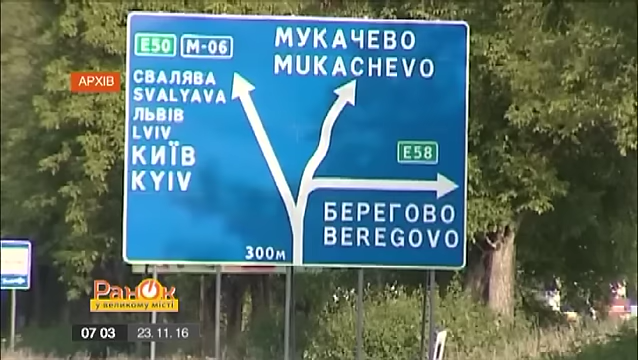 E50 M-06
МУКАЧЕВО
MUKACHEVO
АРХІВ
СВАЛЯВА
SVALYAVA
ЛЬВІВ
LVIV
КИЇВ
KYIV
E58
БЕРЕГОВО
BEREGOVO
300м
Ранок
у великому місті
07 03 23.11.16